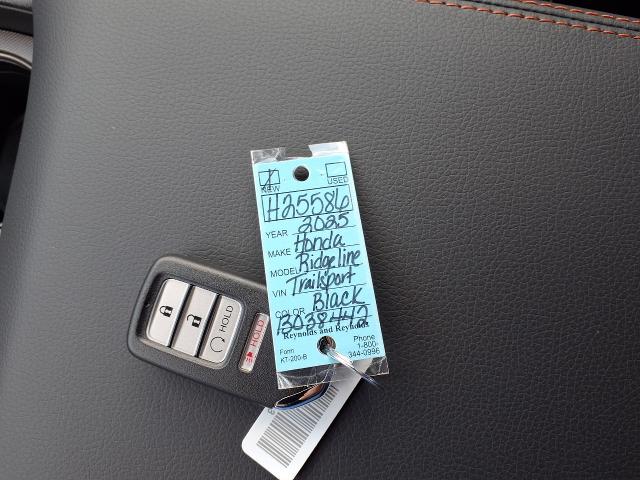 NEW USED
H25586
YEAR 2025
MAKE Honda
MODEL Ridgeline
VIN Trailsport
COLOR Black
13038442
Reynolds and Reynolds
Form
KT-200-B
Phone
1-800-
344-0996
HOLD
HOLD